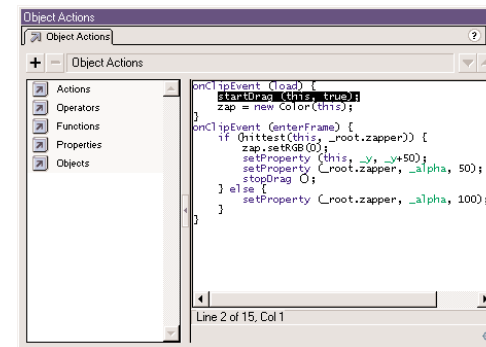 Object Actions
Object Actions
?
+ - Object Actions
Actions
Operators
Functions
Properties
Objects
onClipEvent (load) {
startDrag (this, true);
zap = new Color(this);
}
onClipEvent (enterFrame) {
if (hittest(this, _root.zapper)) {
zap.setRGB(0);
setProperty (this, _y, _y+50);
setProperty (_root.zapper, _alpha, 50);
stopDrag ();
} else {
setProperty (_root.zapper, _alpha, 100);
}
}
Line 2 of 15, Col 1